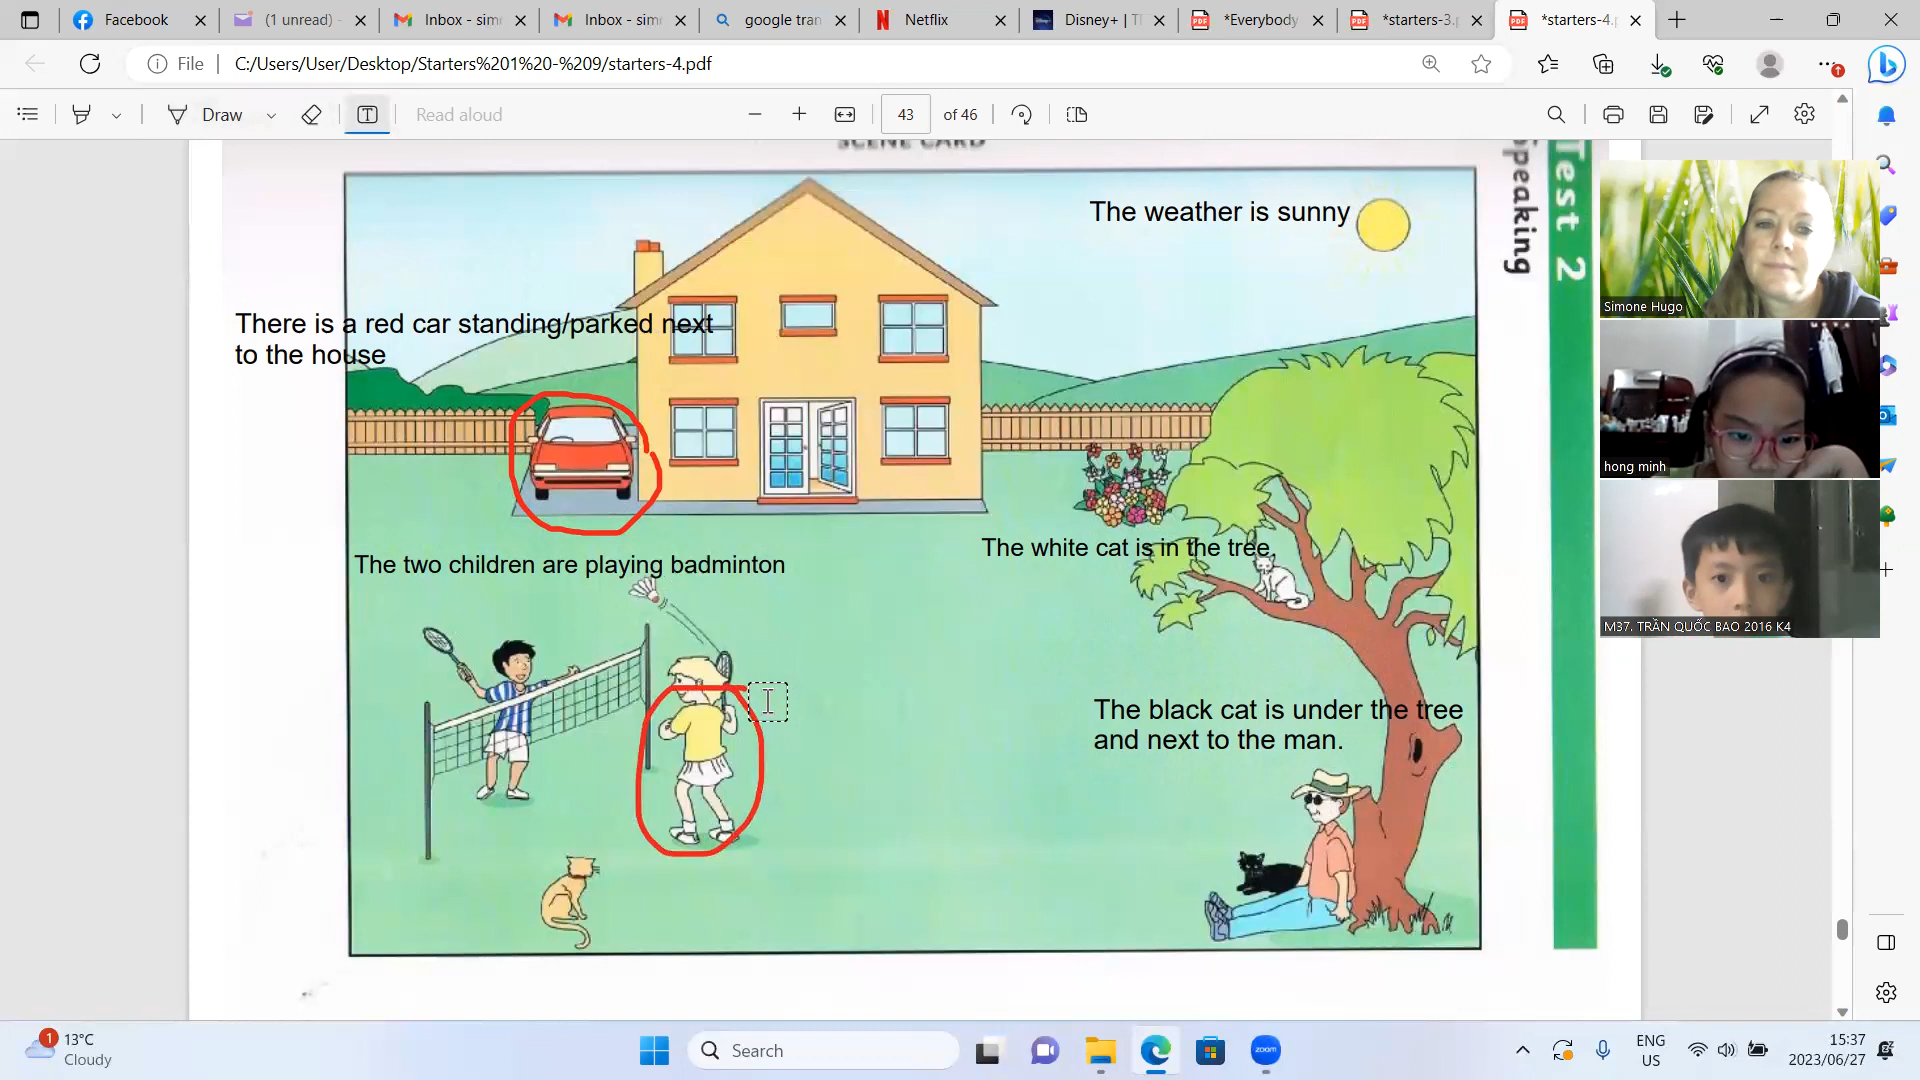 Facebook
(1 unread) -
Inbox - sim
Inbox - sim
google tran
Netflix
Disney+ | T
*Everybody
*starters-3.p
*starters-4.p
File
C:/Users/User/Desktop/Starters%201%20-%209/starters-4.pdf
Draw
Read aloud
43
of 46
SCENE CARD
Test 2
Speaking
The weather is sunny
There is a red car standing/parked next
to the house
The two children are playing badminton
The white cat is in the tree.
The black cat is under the tree
and next to the man.
Simone Hugo
hong minh
M37. TRẦN QUỐC BẢO 2016 K4
1
13°C
Cloudy
Search
zoom
ENG
US
15:37
2023/06/27